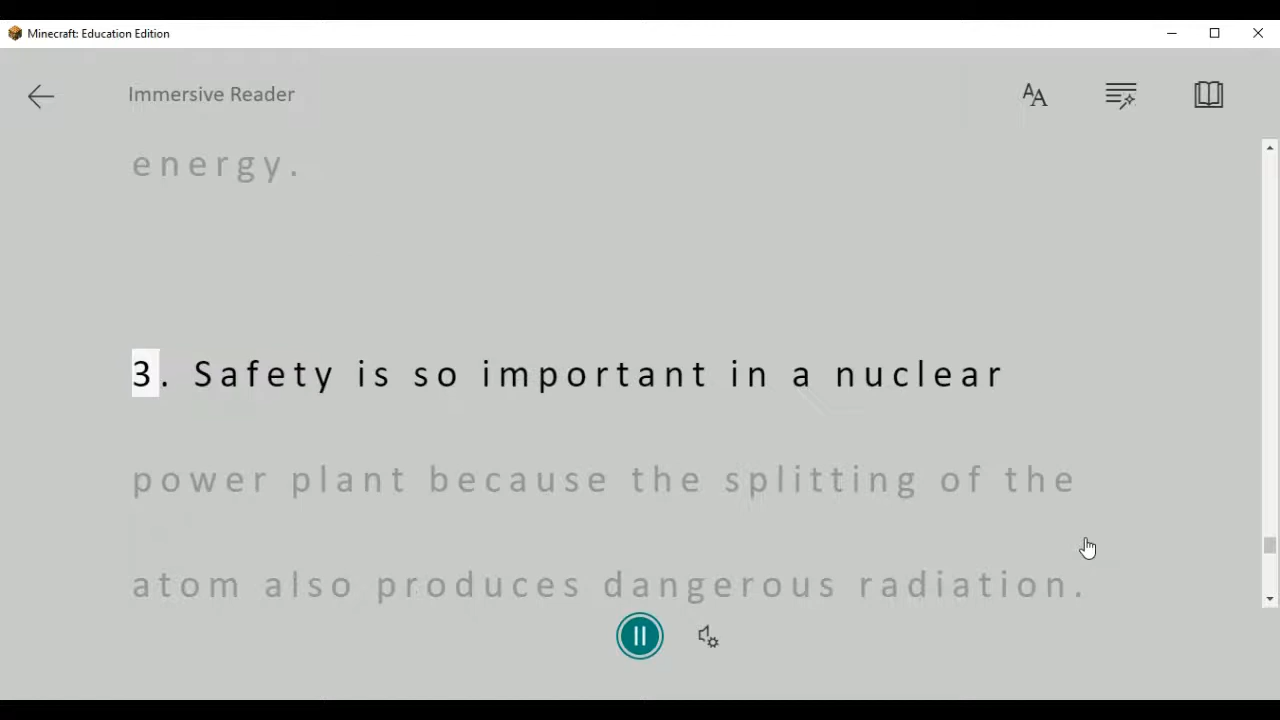 Minecraft: Education Edition
Immersive Reader
energy.
3. Safety is so important in a nuclear
power plant because the splitting of the
atom also produces dangerous radiation.